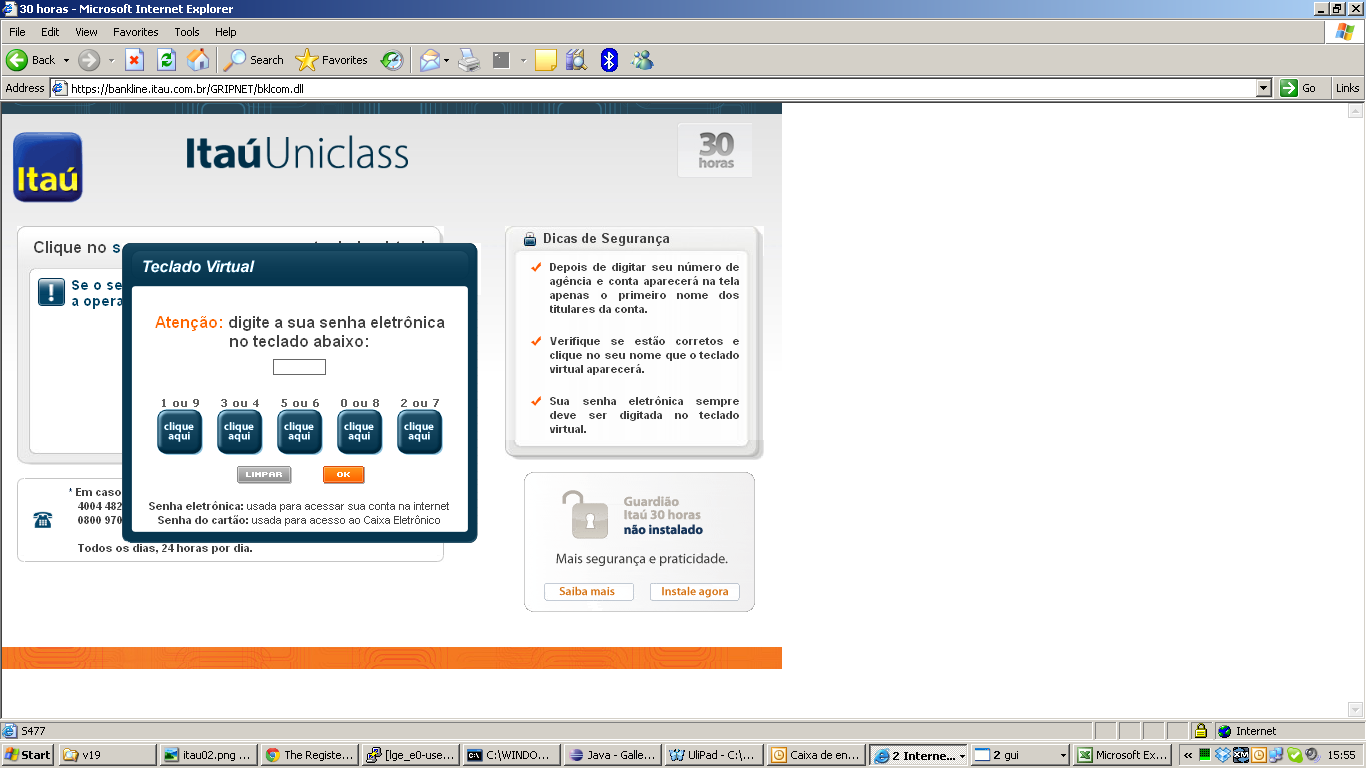 30 horas - Microsoft Internet Explorer
File Edit View Favorites Tools Help
Back Search Favorites
Address https://bankline.itau.com.br/GRIPNET/bklcom.dll Go Links
Itaú
ItaúUniclass
30
horas
Clique no s
Se o se
a opera
Teclado Virtual
Atenção: digite a sua senha eletrônica
no teclado abaixo:
1 ou 9 3 ou 4 5 ou 6 0 ou 8 2 ou 7
clique aqui clique aqui clique aqui clique aqui clique aqui
LIMPAR OK
Senha eletrônica: usada para acessar sua conta na internet
Senha do cartão: usada para acesso ao Caixa Eletrônico
* Em caso
4004 482
0800 970
Todos os dias, 24 horas por dia.
Dicas de Segurança
Depois de digitar seu número de
agência e conta aparecerá na tela
apenas o primeiro nome dos
titulares da conta.
Verifique se estão corretos e
clique no seu nome que o teclado
virtual aparecerá.
Sua senha eletrônica sempre
deve ser digitada no teclado
virtual.
Guardião
Itaú 30 horas
não instalado
Mais segurança e praticidade.
Saiba mais Instale agora
S477 Internet
Start v19 itau02.png ... The Registe... [lge_e0-use... C:\WINDO... Java - Galle... UliPad - C:\... Caixa de en... 2 Interne... 2 gui Microsoft Ex... « XM 15:55